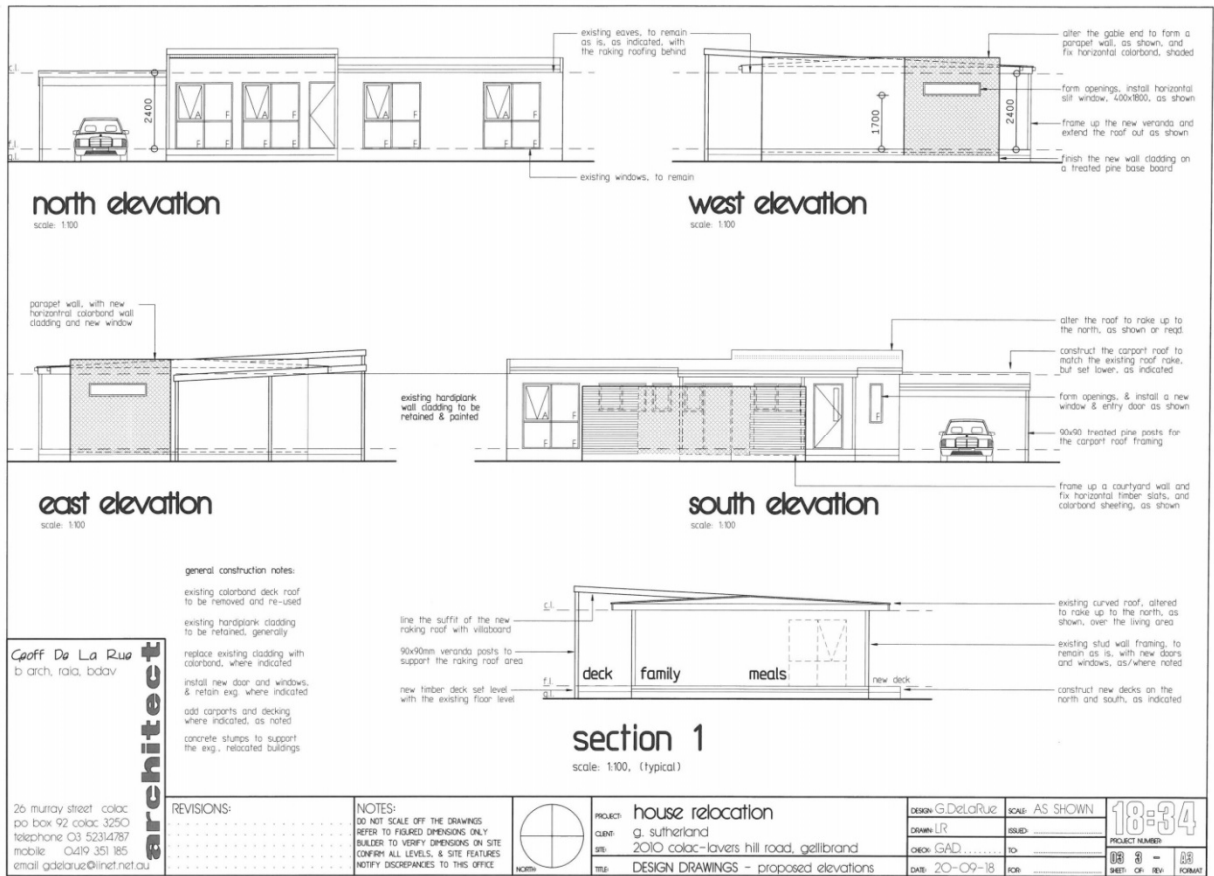 existing eaves, to remain
as is, as indicated, with
the raking roofing behind
c.l.
2400
f.l.
g.l.
A
F
F
F
A
F
F
F
A
F
F
F
A
F
F
F
existing windows, to remain
north elevation
scale: 1:100
alter the gable end to form a
parapet wall, as shown, and
fix horizontal colorbond, shaded
form openings, install horizontal
slit window, 400x1800, as shown
frame up the new veranda and
extend the roof out as shown
finish the new wall cladding on
a treated pine base board
1700
2400
west elevation
scale: 1:100
parapet wall, with new
horizontral colorbond wall
cladding and new window
east elevation
scale: 1:100
existing hardiplank
wall cladding to be
retained & painted
A
F
F
F
F
alter the roof to rake up to
the north, as shown or reqd.
construct the carport roof to
match the existing roof rake,
but set lower, as indicated
form openings, & install a new
window & entry door as shown
90x90 treated pine posts for
the carport roof framing
frame up a courtyard wall and
fix horizontal timber slats, and
colorbond sheeting, as shown
south elevation
scale: 1:100
general construction notes:
existing colorbond deck roof
to be removed and re-used
existing hardiplank cladding
to be retained, generally
replace existing cladding with
colorbond, where indicated
install new door and windows,
& retain exg. where indicated
add carports and decking
where indicated, as noted
concrete stumps to support
the exg., relocated buildings
c.l.
line the suffit of the new
raking roof with villaboard
90x90mm veranda posts to
support the raking roof area
f.l.
g.l.
new timber deck set level
with the existing floor level
deck family meals
new deck
existing curved roof, altered
to rake up to the north, as
shown, over the living area
existing stud wall framing, to
remain as is, with new doors
and windows, as/where noted
construct new decks on the
north and south, as indicated
section 1
scale: 1:100, (typical)
Geoff De La Rue
b arch, raia, bdav
architect
26 murray street colac
po box 92 colac 3250
telephone 03 52314787
mobile 0419 351 185
email gdelarue@iinet.net.au
REVISIONS:
NOTES:
DO NOT SCALE OFF THE DRAWINGS
REFER TO FIGURED DIMENSIONS ONLY
BUILDER TO VERIFY DIMENSIONS ON SITE
CONFIRM ALL LEVELS, & SITE FEATURES
NOTIFY DISCREPANCIES TO THIS OFFICE
NORTH
PROJECT: house relocation
CLIENT: g. sutherland
SITE: 2010 colac-lavers hill road, gellibrand
TITLE: DESIGN DRAWINGS - proposed elevations
DESIGN: G.DeLaRue
DRAWN: LR
CHECK: GAD
DATE: 20-09-18
SCALE: AS SHOWN
ISSUED:
TO:
FOR:
18:34
PROJECT NUMBER
03 3 - A3
SHEET: OF: REV: FORMAT